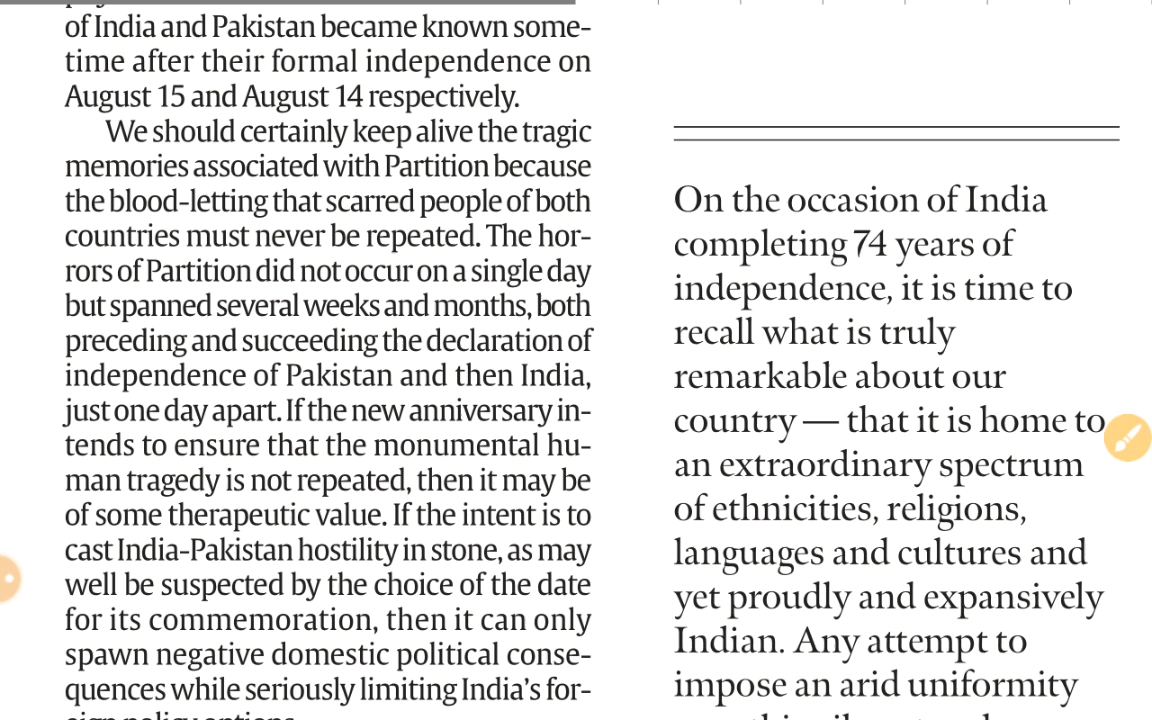 of India and Pakistan became known some-
time after their formal independence on
August 15 and August 14 respectively.
We should certainly keep alive the tragic
memories associated with Partition because
the blood-letting that scarred people of both
countries must never be repeated. The hor-
rors of Partition did not occur on a single day
but spanned several weeks and months, both
preceding and succeeding the declaration of
independence of Pakistan and then India,
just one day apart. If the new anniversary in-
tends to ensure that the monumental hu-
man tragedy is not repeated, then it may be
of some therapeutic value. If the intent is to
cast India-Pakistan hostility in stone, as may
well be suspected by the choice of the date
for its commemoration, then it can only
spawn negative domestic political conse-
quences while seriously limiting India's for-
eign policy options.
On the occasion of India
completing 74 years of
independence, it is time to
recall what is truly
remarkable about our
country — that it is home to
an extraordinary spectrum
of ethnicities, religions,
languages and cultures and
yet proudly and expansively
Indian. Any attempt to
impose an arid uniformity